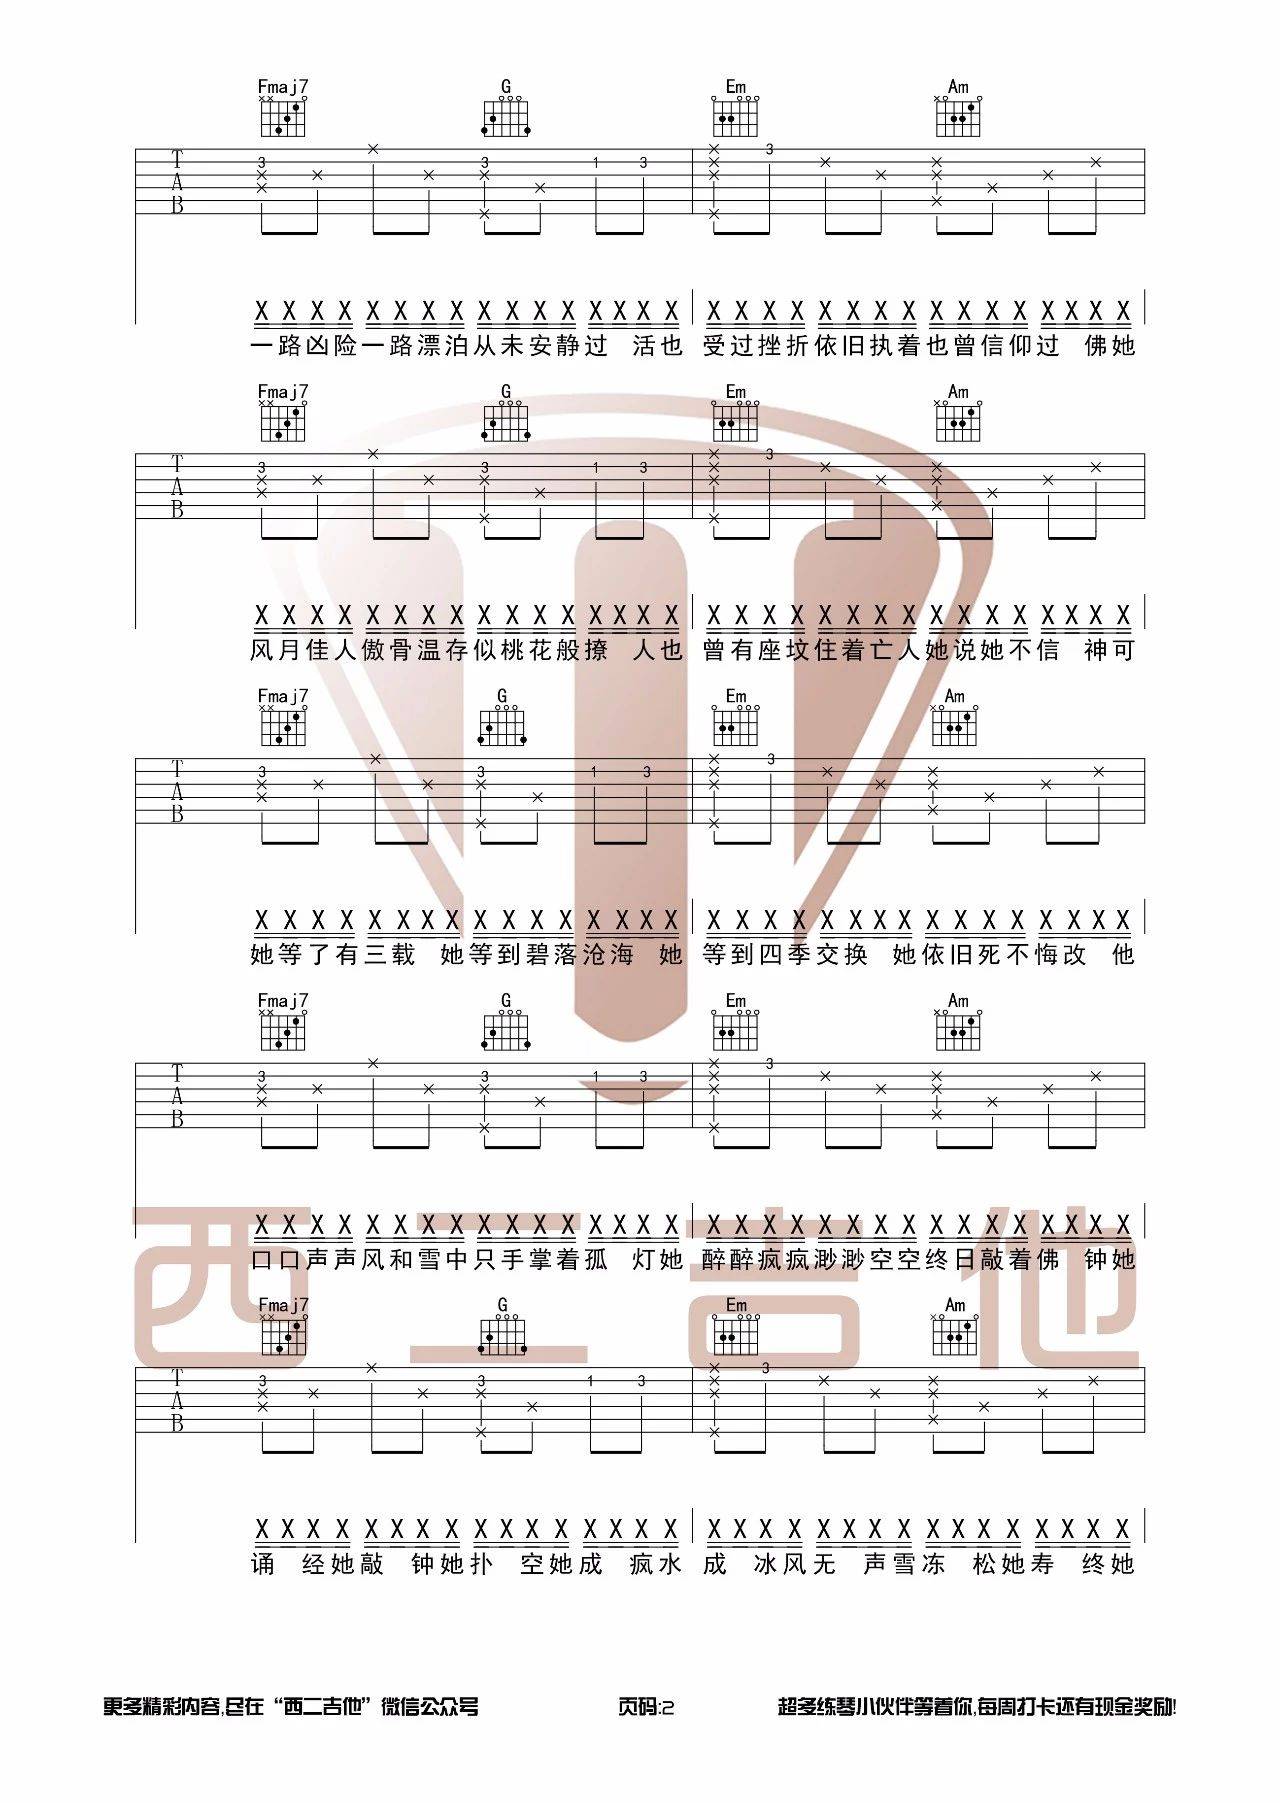 Fmaj7 G Em Am
T 3 3 1 3 3
A
B
X X X X X X X X X X X X X X X X X X X X X X X X X X X X X X X X
一路凶险一路漂泊从未安静过 活也 受过挫折依旧执着也曾信仰过 佛她
Fmaj7 G Em Am
T 3 3 1 3 3
A
B
X X X X X X X X X X X X X X X X X X X X X X X X X X X X X X X X
风月佳人傲骨温存似桃花般撩 人也 曾有座坟住着亡人她说她不信 神可
Fmaj7 G Em Am
T 3 3 1 3 3
A
B
X X X X X X X X X X X X X X X X X X X X X X X X X X X X X X X X
她等了有三载 她等到碧落沧海 她 等到四季交换 她依旧死不悔改 他
Fmaj7 G Em Am
T 3 3 1 3 3
A
B
X X X X X X X X X X X X X X X X X X X X X X X X X X X X X X X X
口口声声风和雪中只手掌着孤 灯她 醉醉疯疯渺渺空空终日敲着佛 钟她
西二吉他
Fmaj7 G Em Am
T 3 3 1 3 3
A
B
X X X X X X X X X X X X X X X X X X X X X X X X X X X X X X X X
诵 经她敲 钟她扑 空她成 疯水 成 冰风无 声雪冻 松她寿 终她
更多精彩内容,尽在“西二吉他”微信公众号 页码:2 超多练琴小伙伴等着你,每周打卡还有现金奖励!